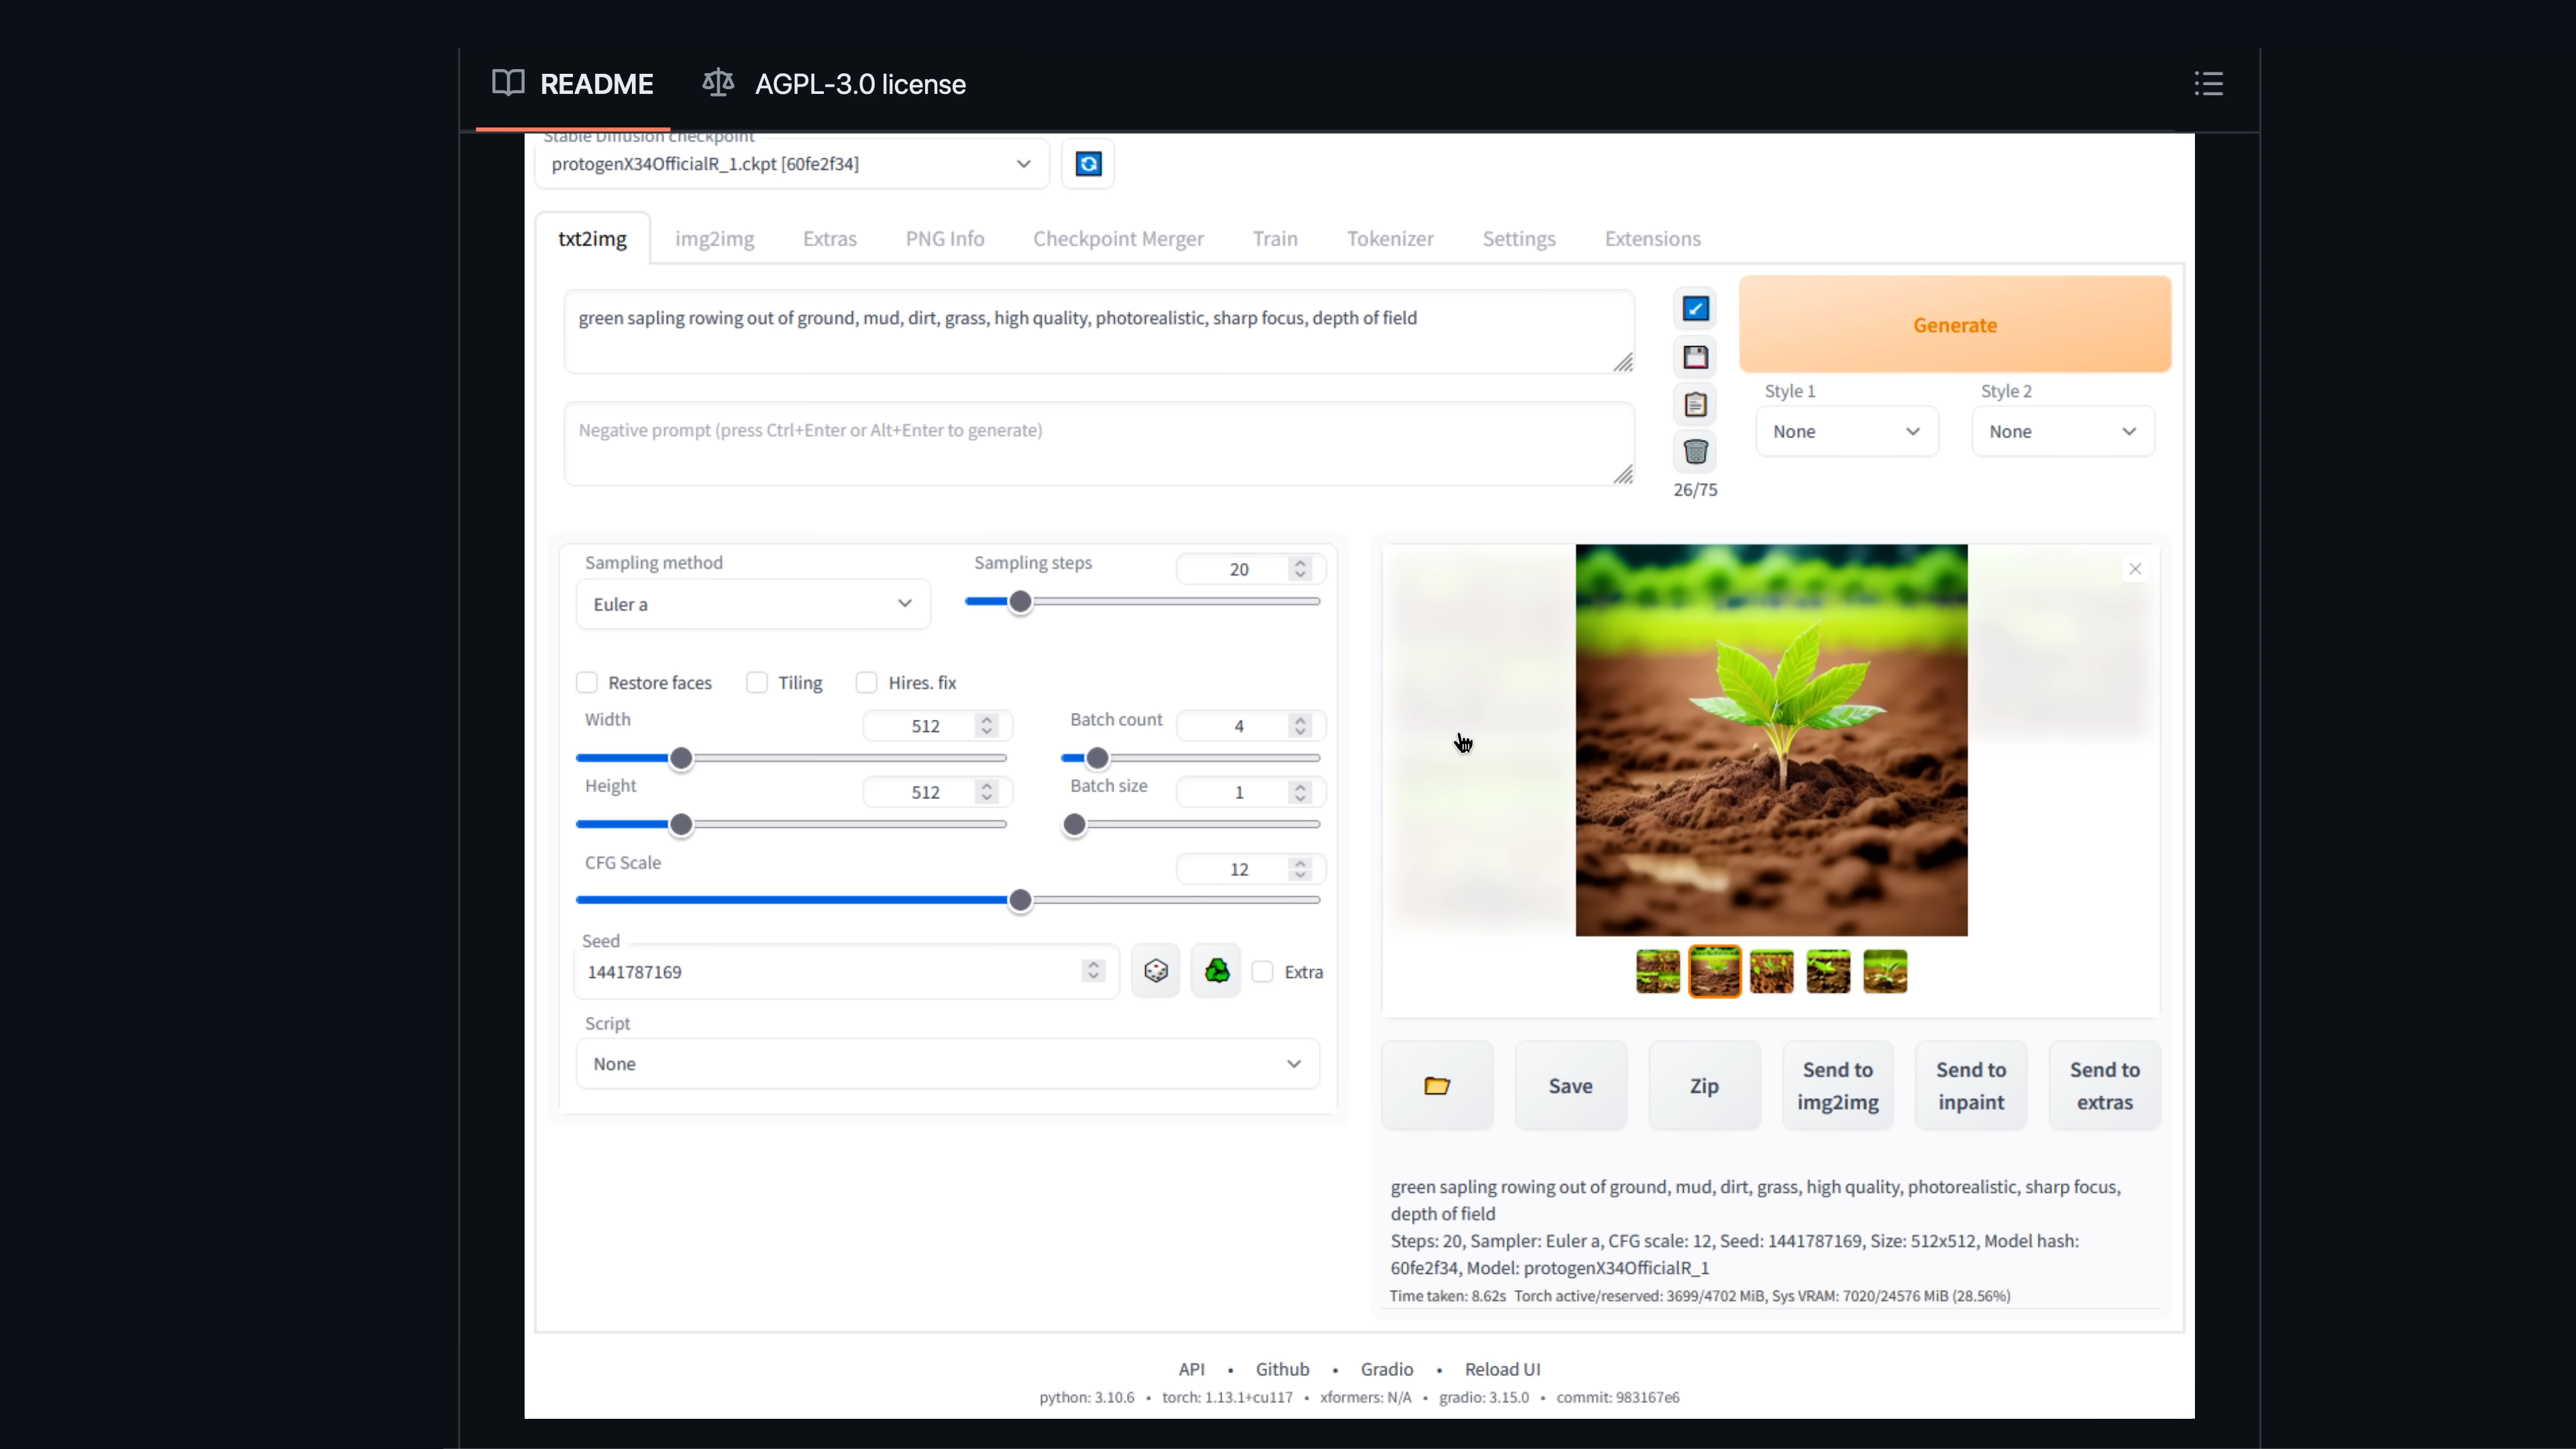 README
AGPL-3.0 license
Stable Diffusion checkpoint
protogenX34OfficialR_1.ckpt [60fe2f34]
txt2img
img2img
Extras
PNG Info
Checkpoint Merger
Train
Tokenizer
Settings
Extensions
green sapling rowing out of ground, mud, dirt, grass, high quality, photorealistic, sharp focus, depth of field
Generate
Style 1
Style 2
None
None
Negative prompt (press Ctrl+Enter or Alt+Enter to generate)
26/75
Sampling method
Sampling steps
20
Euler a
Restore faces
Tiling
Hires. fix
Width
512
Batch count
4
Height
512
Batch size
1
CFG Scale
12
Seed
1441787169
Extra
Script
None
Save
Zip
Send to
img2img
Send to
inpaint
Send to
extras
green sapling rowing out of ground, mud, dirt, grass, high quality, photorealistic, sharp focus,
depth of field
Steps: 20, Sampler: Euler a, CFG scale: 12, Seed: 1441787169, Size: 512x512, Model hash:
60fe2f34, Model: protogenX34OfficialR_1
Time taken: 8.62s Torch active/reserved: 3699/4702 MiB, Sys VRAM: 7020/24576 MiB (28.56%)
API • Github • Gradio • Reload UI
python: 3.10.6 • torch: 1.13.1+cu117 • xformers: N/A • gradio: 3.15.0 • commit: 983167e6